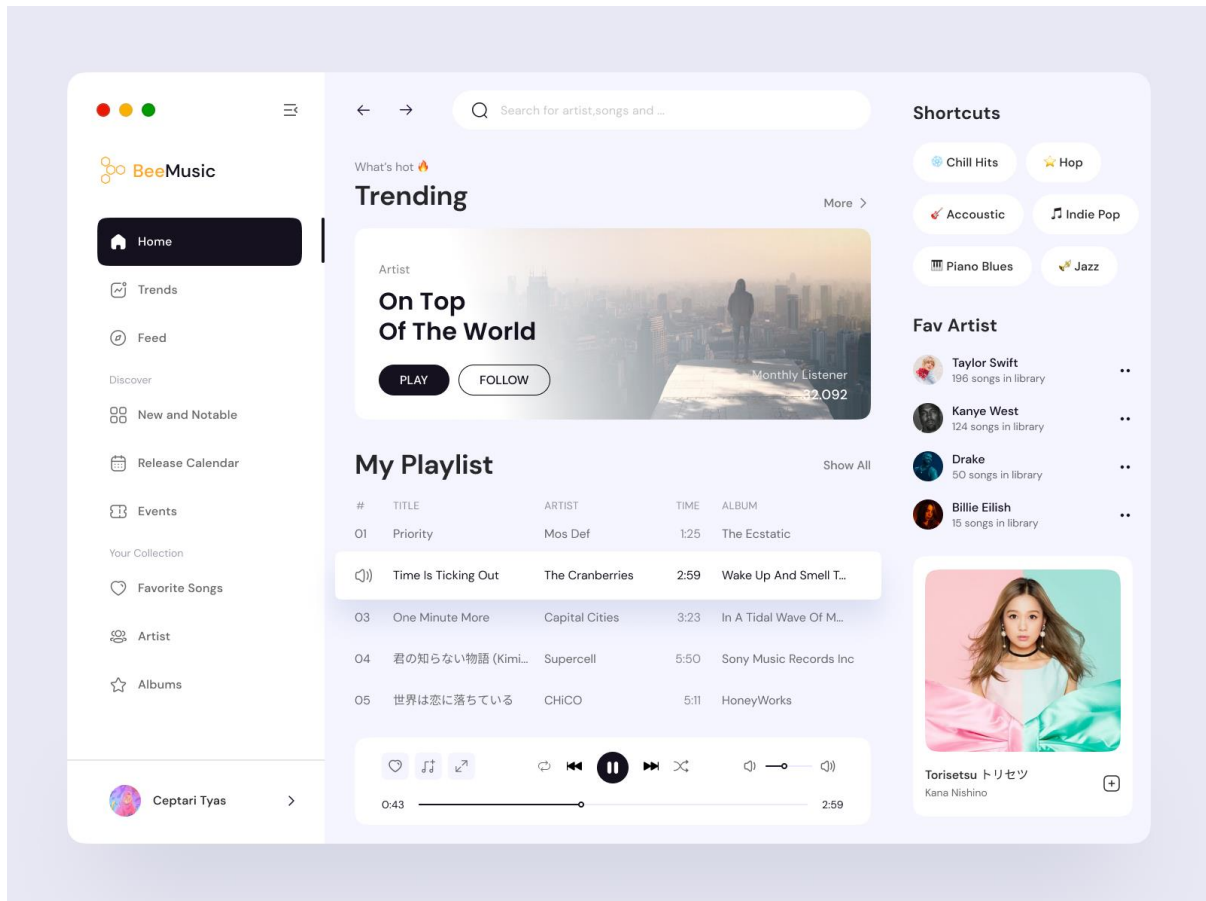 BeeMusic
Home
Trends
Feed
Discover
New and Notable
Release Calendar
Events
Your Collection
Favorite Songs
Artist
Albums
Ceptari Tyas
Search for artist,songs and ...
What's hot 🔥
Trending
More
Artist
On Top
Of The World
PLAY
FOLLOW
Monthly Listener
32.092
My Playlist
Show All
# TITLE ARTIST TIME ALBUM
01 Priority Mos Def 1:25 The Ecstatic
Time Is Ticking Out The Cranberries 2:59 Wake Up And Smell T...
03 One Minute More Capital Cities 3:23 In A Tidal Wave Of M...
04 君の知らない物語 (Kimi... Supercell 5:50 Sony Music Records Inc
05 世界は恋に落ちている CHiCO 5:11 HoneyWorks
0:43
2:59
Shortcuts
Chill Hits
Hop
Accoustic
Indie Pop
Piano Blues
Jazz
Fav Artist
Taylor Swift
196 songs in library
Kanye West
124 songs in library
Drake
50 songs in library
Billie Eilish
15 songs in library
Torisetsu トリセツ
Kana Nishino